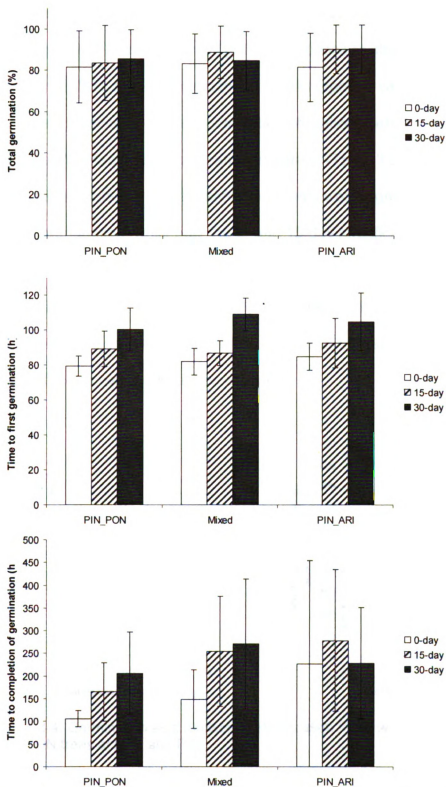 Total germination (%)
120
100
80
60
40
20
0
PIN_PON Mixed PIN_ARI
0-day
15-day
30-day
Time to first germination (h
120
100
80
60
40
20
0
PIN_PON Mixed PIN_ARI
0-day
15-day
30-day
Time to completion of germination (h
500
450
400
350
300
250
200
150
100
50
0
PIN_PON Mixed PIN_ARI
0-day
15-day
30-day